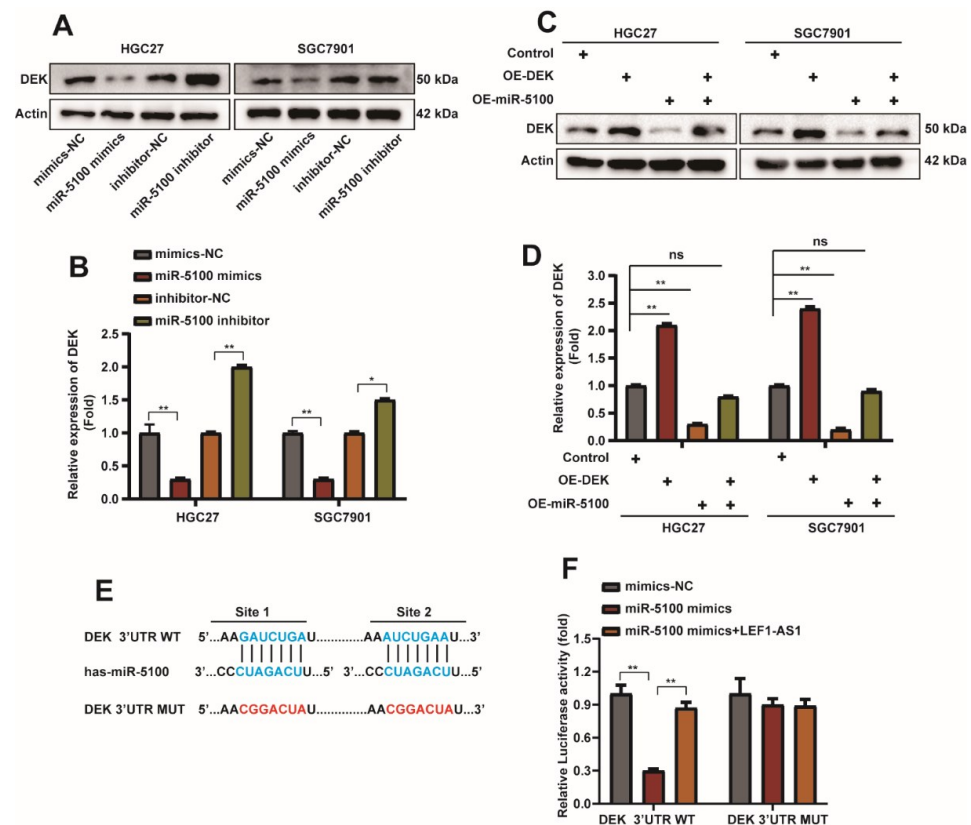 A
HGC27 SGC7901
DEK 50 kDa
Actin 42 kDa
mimics-NC miR-5100 mimics inhibitor-NC miR-5100 inhibitor mimics-NC miR-5100 mimics inhibitor-NC miR-5100 inhibitor
B
mimics-NC
miR-5100 mimics
inhibitor-NC
miR-5100 inhibitor
Relative expression of DEK
(Fold)
2.5
2.0
1.5
1.0
0.5
0.0
** ** ** *
HGC27 SGC7901
C
HGC27 SGC7901
Control + +
OE-DEK + + + +
OE-miR-5100 + + + +
DEK 50 kDa
Actin 42 kDa
D
Relative expression of DEK
(Fold)
ns ns
** **
** **
3.0
2.5
2.0
1.5
1.0
0.5
0.0
Control + +
OE-DEK + + + +
OE-miR-5100 + + + +
HGC27 SGC7901
E
Site 1 Site 2
DEK 3'UTR WT 5'...AAGAUCUGAU.............AAAUCUGAAU...3'
has-miR-5100 3'...CCCUAGACUU...5' 3'...CCCUAGACUU...5'
DEK 3'UTR MUT 5'...AACGGACUAU.............AACGGACUAU...3'
F
mimics-NC
miR-5100 mimics
miR-5100 mimics+LEF1-AS1
Relative Luciferase activity (fold)
** **
1.2
0.9
0.6
0.3
0.0
DEK 3'UTR WT DEK 3'UTR MUT